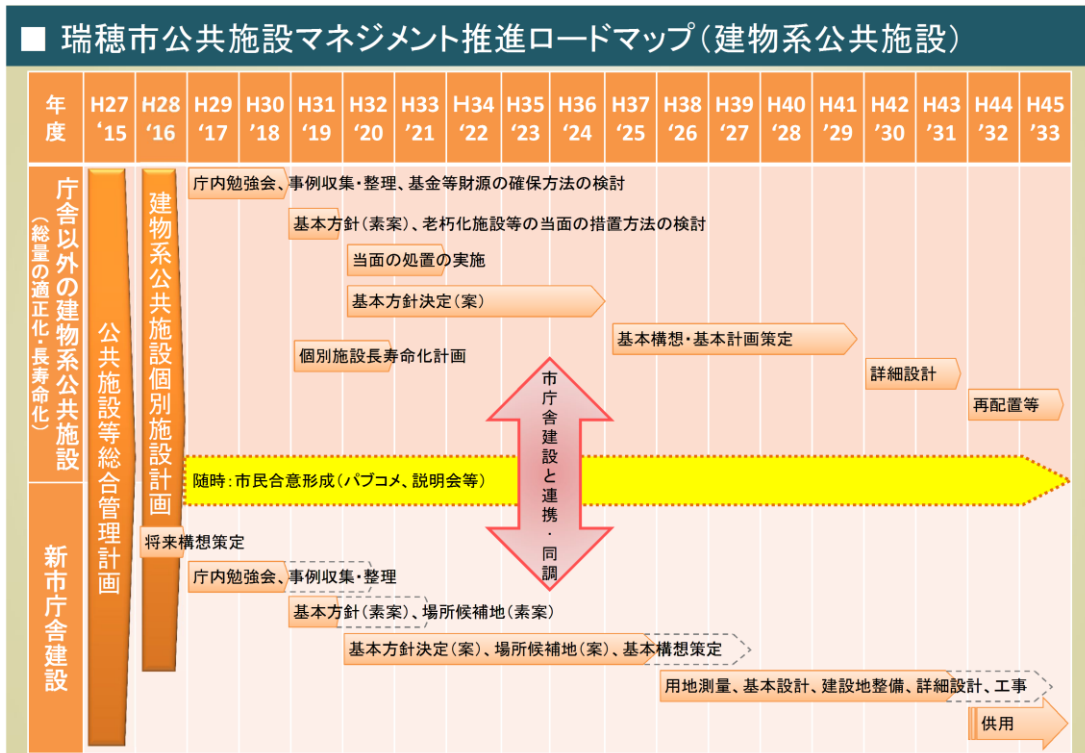 ■ 瑞穂市公共施設マネジメント推進ロードマップ(建物系公共施設)
年度 H27 H28 H29 H30 H31 H32 H33 H34 H35 H36 H37 H38 H39 H40 H41 H42 H43 H44 H45
‘15 ‘16 ‘17 ‘18 ‘19 ‘20 ’21 ‘22 ‘23 ’24 ’25 ’26 ’27 ’28 ’29 ’30 ’31 ’32 ’33
庁舎以外の建物系公共施設
(総量の適正化・長寿命化)
公共施設等総合管理計画
建物系公共施設個別施設計画
庁内勉強会、事例収集・整理、基金等財源の確保方法の検討
基本方針(素案)、老朽化施設等の当面の措置方法の検討
当面の処置の実施
基本方針決定(案)
基本構想・基本計画策定
個別施設長寿命化計画
詳細設計
再配置等
市庁舎建設と連携・同調
随時:市民合意形成(パブコメ、説明会等)
新市庁舎建設
将来構想策定
庁内勉強会、事例収集・整理
基本方針(素案)、場所候補地(素案)
基本方針決定(案)、場所候補地(案)、基本構想策定
用地測量、基本設計、建設地整備、詳細設計、工事
供用